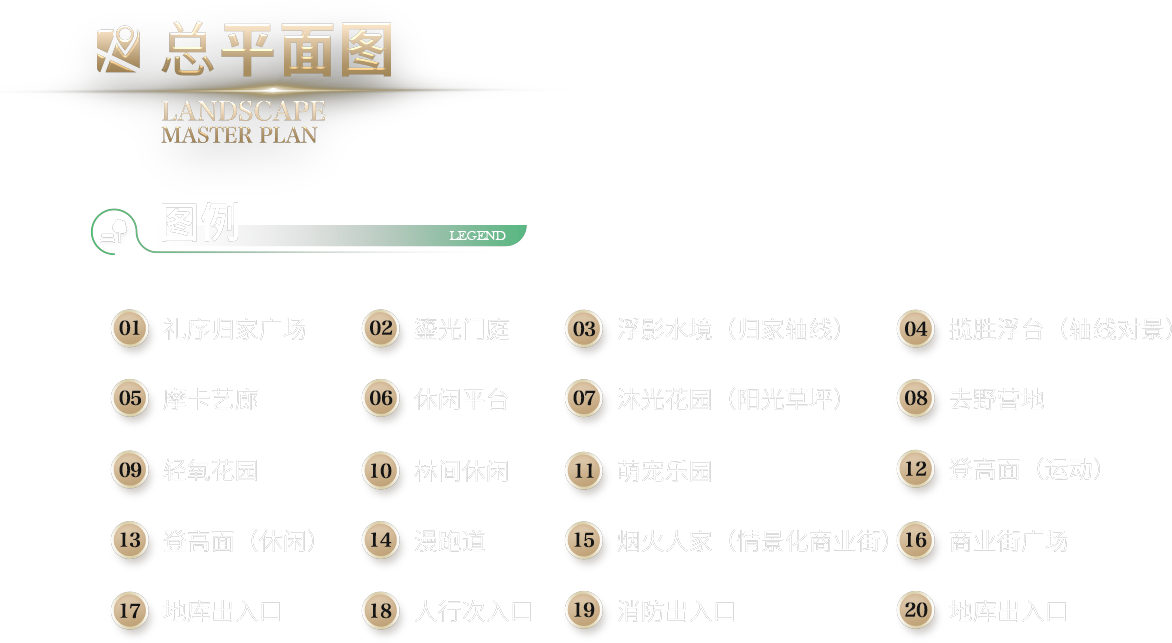 总平面图
LANDSCAPE
MASTER PLAN
图例
LEGEND
01 礼序归家广场
02 鎏光门庭
03 浮影水境（归家轴线）
04 揽胜浮台（轴线对景）
05 摩卡艺廊
06 休闲平台
07 沐光花园（阳光草坪）
08 去野营地
09 轻氧花园
10 林间休闲
11 萌宠乐园
12 登高面（运动）
13 登高面（休闲）
14 漫跑道
15 烟火人家（情景化商业街）
16 商业街广场
17 地库出入口
18 人行次入口
19 消防出入口
20 地库出入口